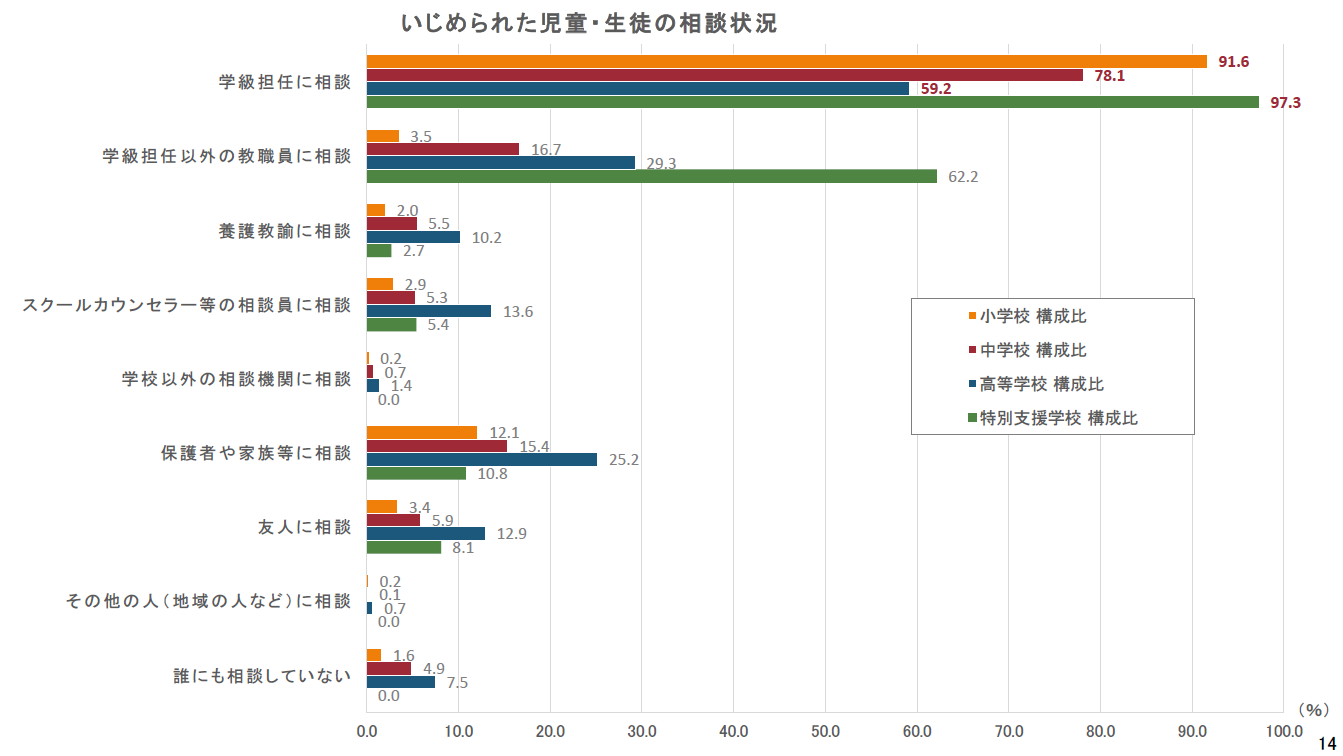 いじめられた児童・生徒の相談状況
学級担任に相談
91.6
78.1
59.2
97.3
学級担任以外の教職員に相談
3.5
16.7
29.3
62.2
養護教諭に相談
2.0
5.5
10.2
2.7
スクールカウンセラー等の相談員に相談
2.9
5.3
13.6
5.4
学校以外の相談機関に相談
0.2
0.7
1.4
0.0
保護者や家族等に相談
12.1
15.4
25.2
10.8
友人に相談
3.4
5.9
12.9
8.1
その他の人(地域の人など)に相談
0.2
0.1
0.7
0.0
誰にも相談していない
1.6
4.9
7.5
0.0
小学校 構成比
中学校 構成比
高等学校 構成比
特別支援学校 構成比
0.0 10.0 20.0 30.0 40.0 50.0 60.0 70.0 80.0 90.0 100.0
(%)
14